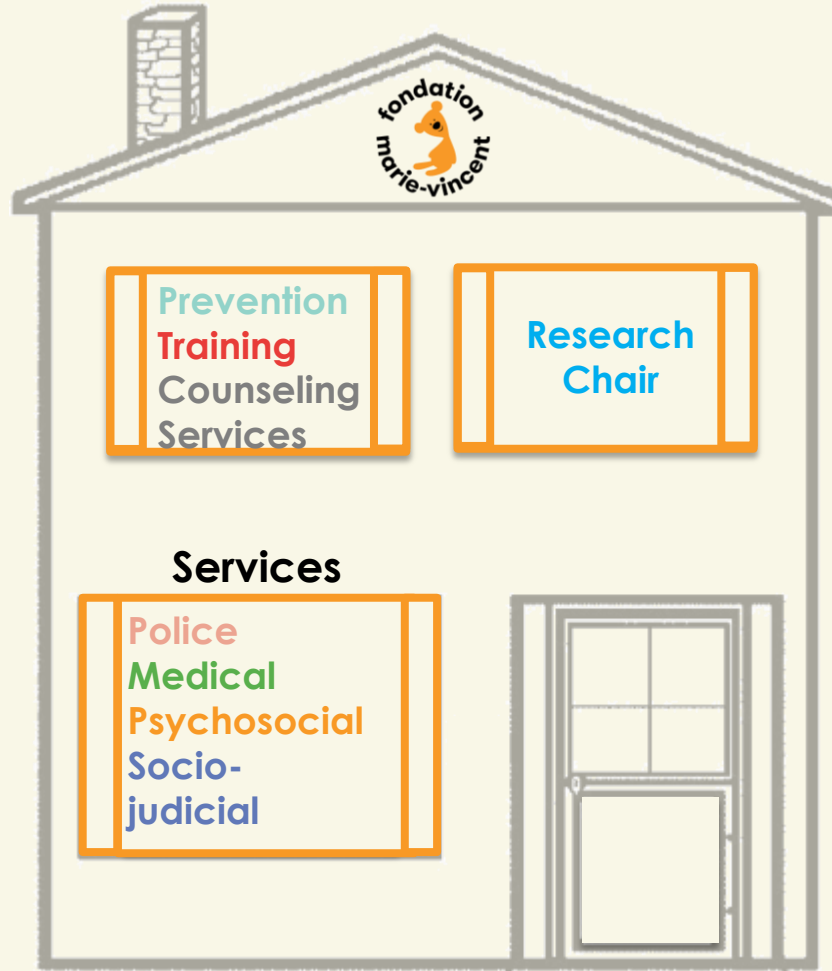 fondation
marie-vincent
Prevention
Training
Counseling
Services
Research
Chair
Services
Police
Medical
Psychosocial
Socio-
judicial